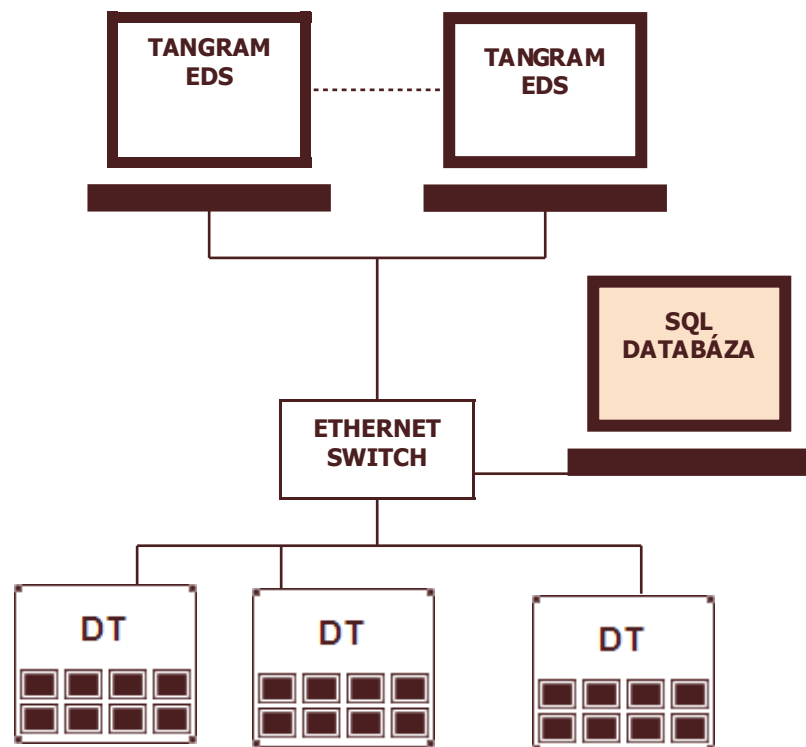 TANGRAM
EDS
TANGRAM
EDS
SQL
DATABÁZA
ETHERNET
SWITCH
DT
DT
DT